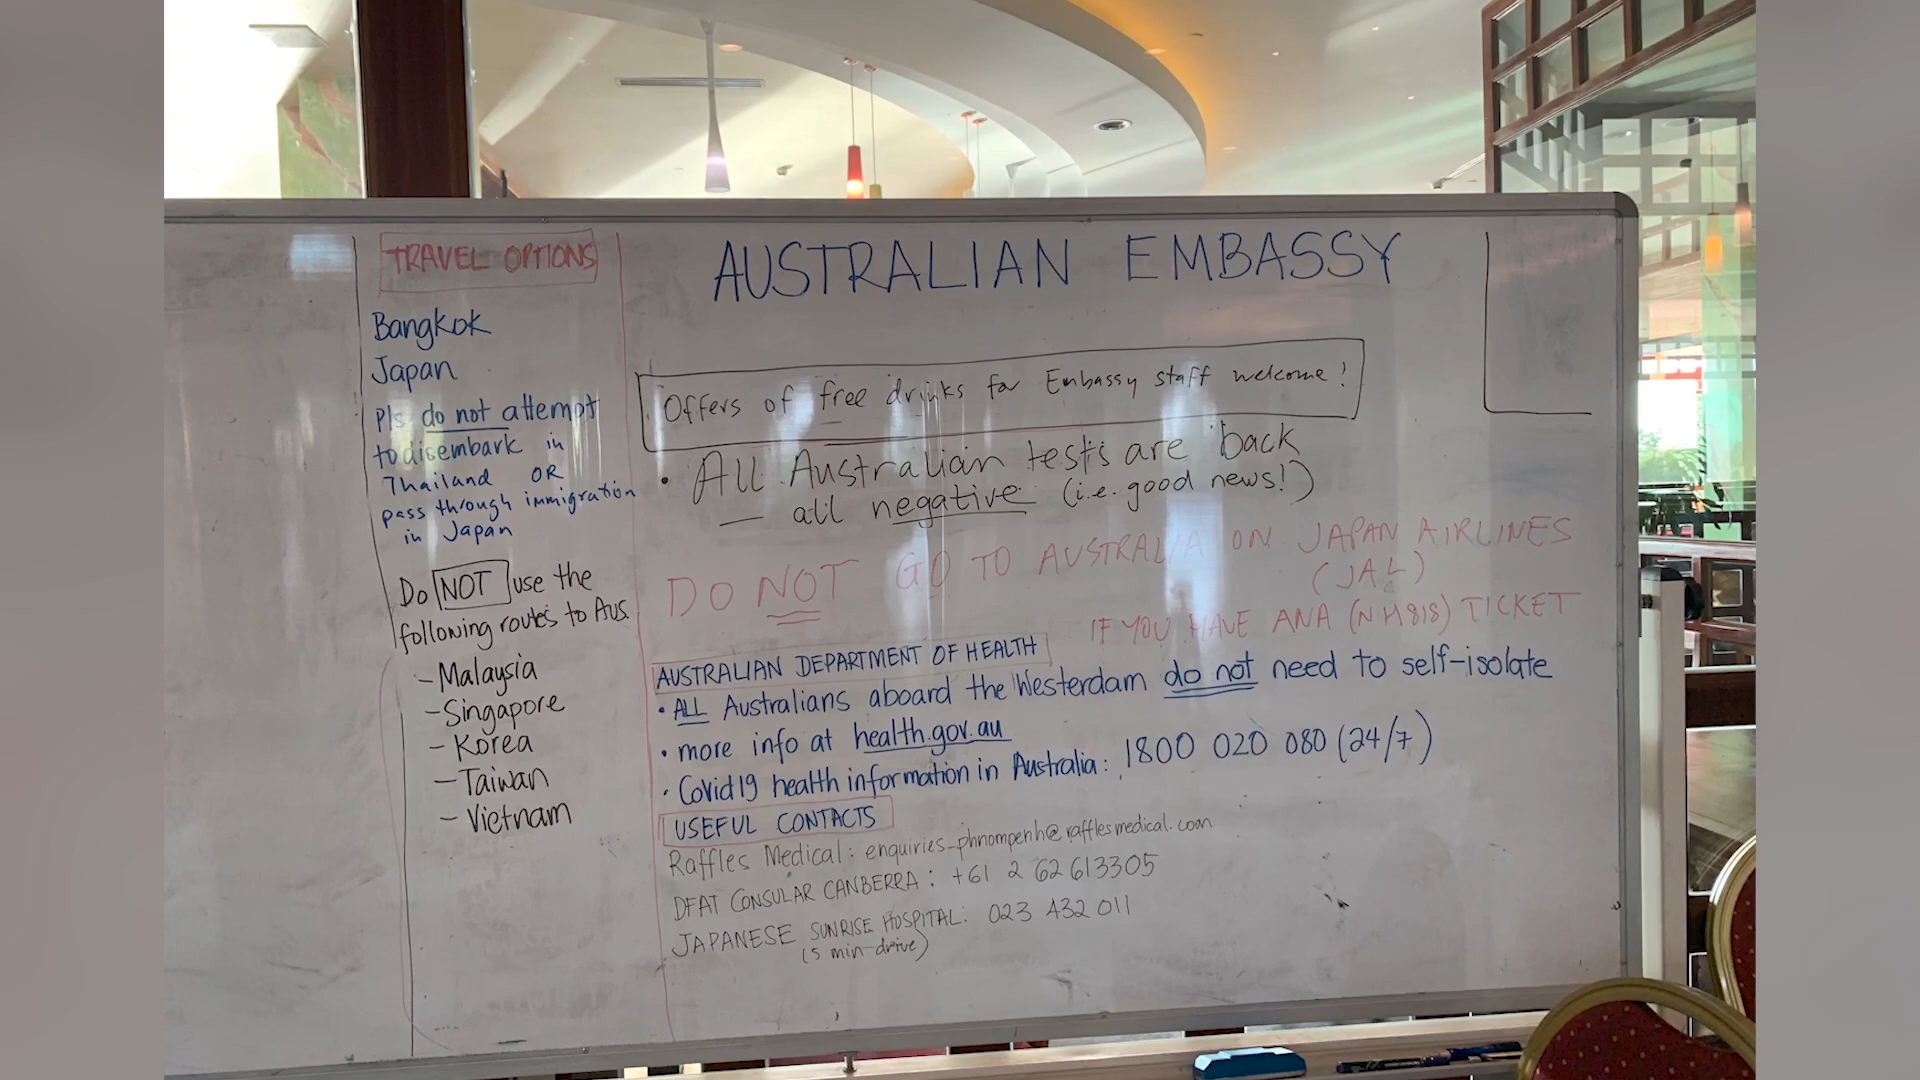 TRAVEL OPTIONS
Bangkok
Japan
Pls do not attempt
to disembark in
Thailand OR
pass through immigration
in Japan
Do NOT use the
following routes to Aus.
- Malaysia
- Singapore
- Korea
- Taiwan
- Vietnam
AUSTRALIAN EMBASSY
Offers of free drinks for Embassy staff welcome!
• All Australian tests are back
— all negative (i.e. good news!)
DO NOT GO TO AUSTRALIA ON JAPAN AIRLINES
(JAL)
IF YOU HAVE ANA (NH818) TICKET
AUSTRALIAN DEPARTMENT OF HEALTH
• ALL Australians aboard the Westerdam do not need to self-isolate
• more info at health.gov.au
• Covid19 health information in Australia: 1800 020 080 (24/7)
USEFUL CONTACTS
Raffles Medical: enquiries_phnompenh@rafflesmedical.com
DFAT CONSULAR CANBERRA: +61 2 62613305
JAPANESE SUNRISE HOSPITAL: 023 432 011
(5 min drive)